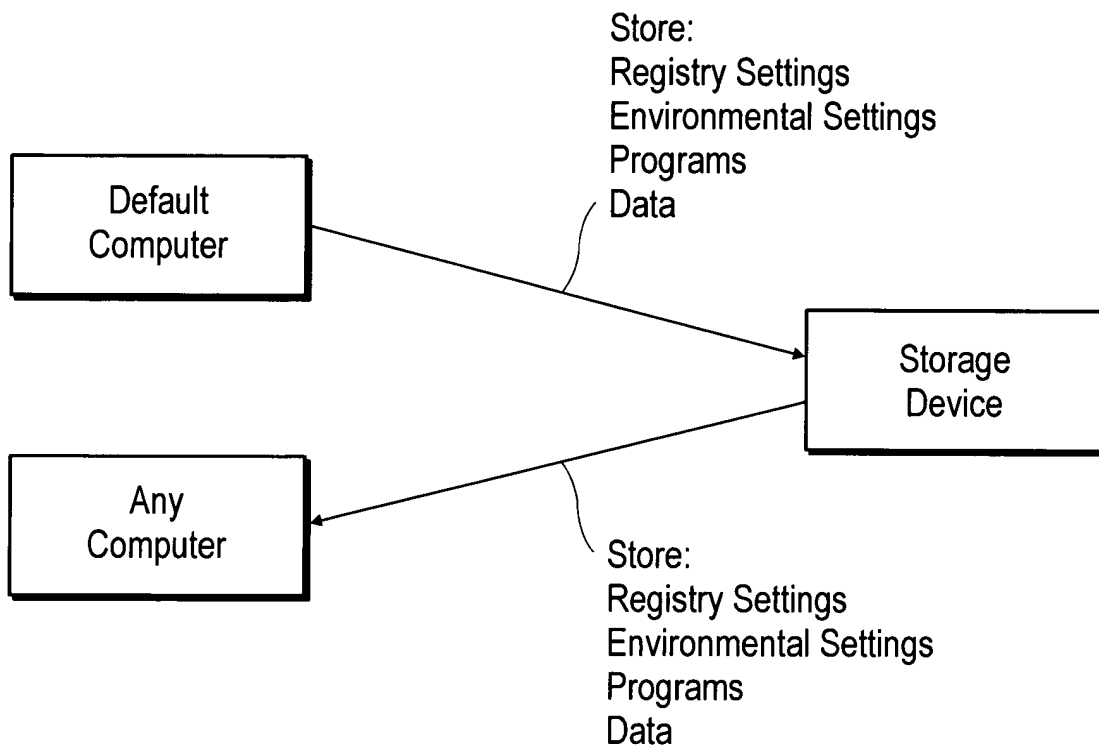 Store:
Registry Settings
Environmental Settings
Programs
Data
Default
Computer
Storage
Device
Any
Computer
Store:
Registry Settings
Environmental Settings
Programs
Data